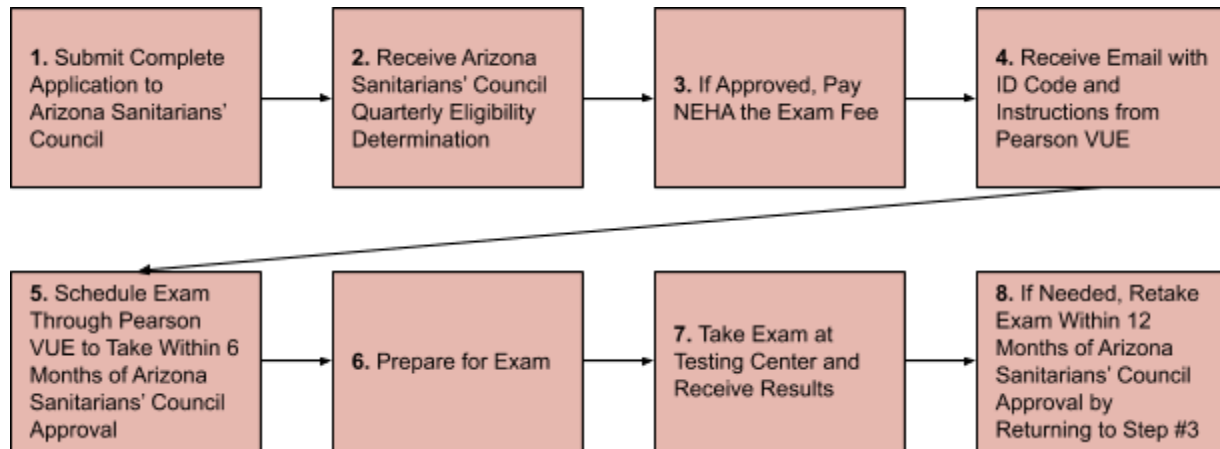 1. Submit Complete
Application to
Arizona Sanitarians’
Council
2. Receive Arizona
Sanitarians’ Council
Quarterly Eligibility
Determination
3. If Approved, Pay
NEHA the Exam Fee
4. Receive Email with
ID Code and
Instructions from
Pearson VUE
5. Schedule Exam
Through Pearson
VUE to Take Within 6
Months of Arizona
Sanitarians’ Council
Approval
6. Prepare for Exam
7. Take Exam at
Testing Center and
Receive Results
8. If Needed, Retake
Exam Within 12
Months of Arizona
Sanitarians’ Council
Approval by
Returning to Step #3